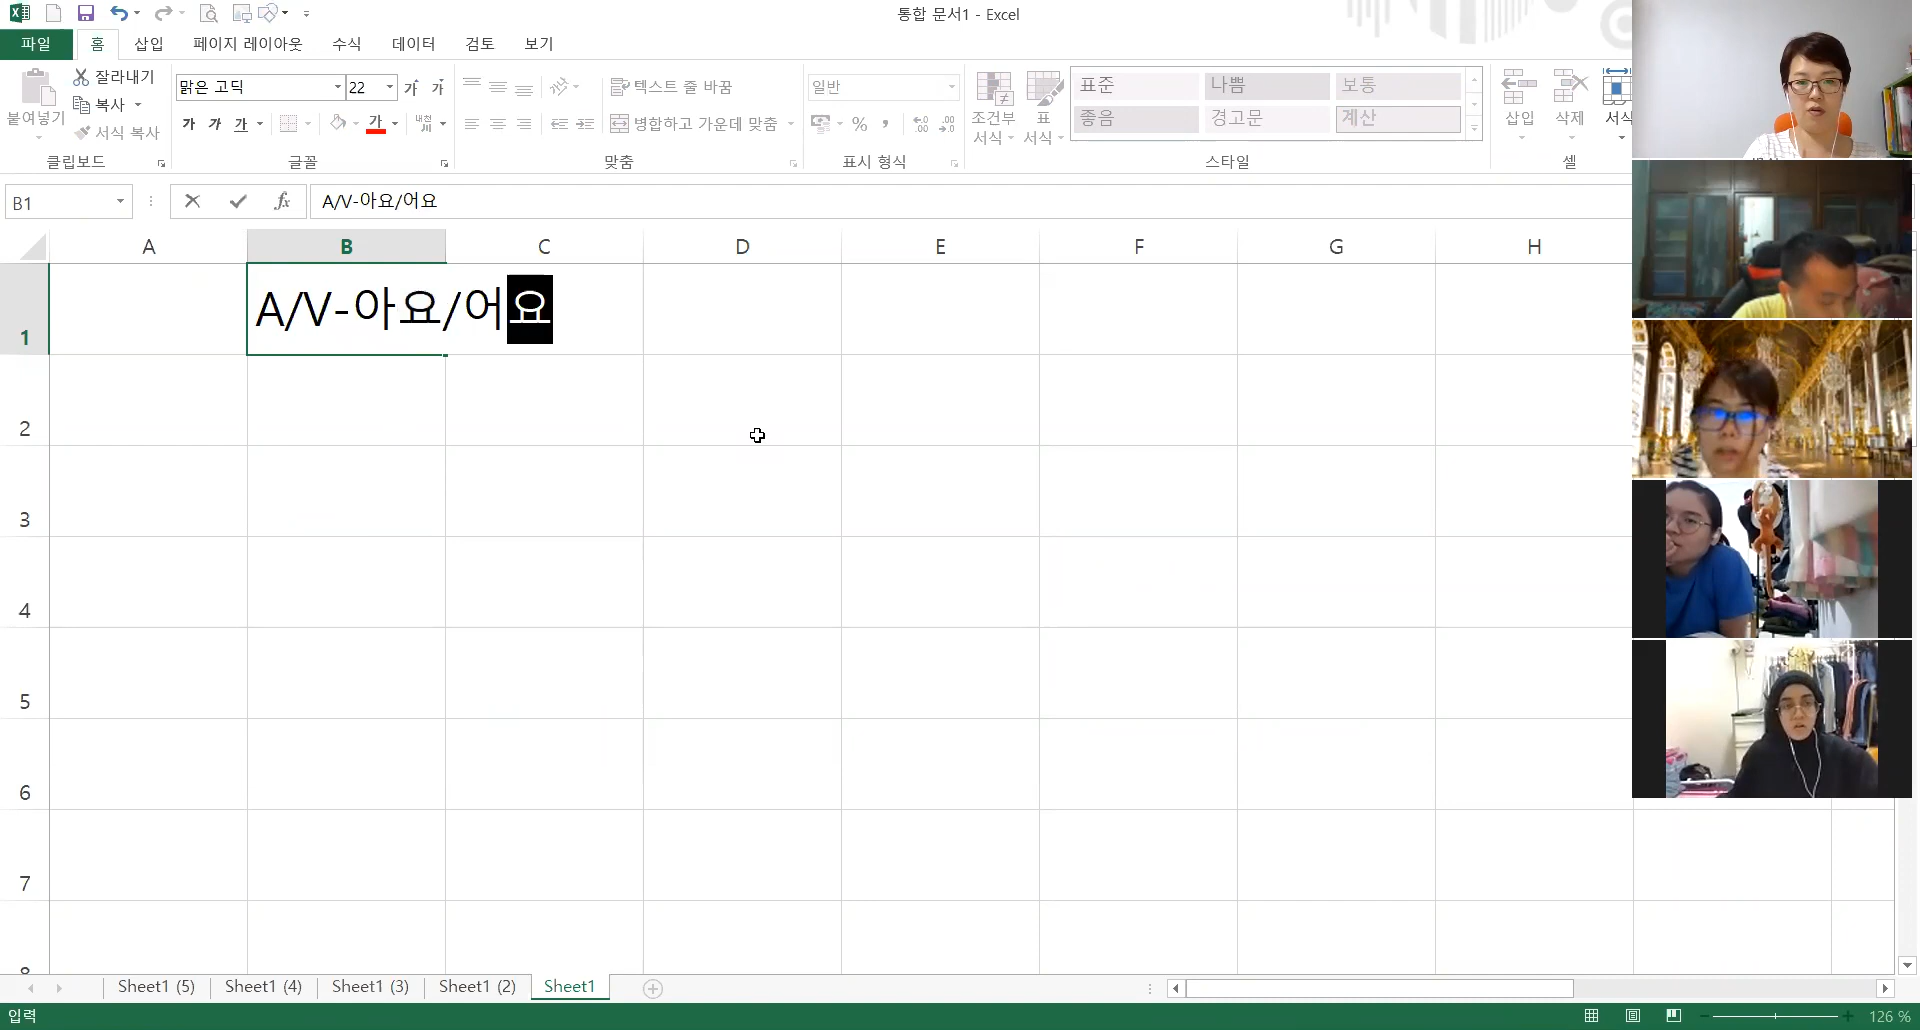 통합 문서1 - Excel
파일 홈 삽입 페이지 레이아웃 수식 데이터 검토 보기
붙여넣기 잘라내기 복사 서식 복사 클립보드
맑은 고딕 22
가 가
가 가 가 가 내천
글꼴
텍스트 줄 바꿈
병합하고 가운데 맞춤
맞춤
일반
% ,
표시 형식
조건부 서식 표 서식
표준 나쁨 보통
좋음 경고문 계산
스타일
삽입 삭제 서식
셀
B1 fx A/V-아요/어요
A B C D E F G H
1 A/V-아요/어요
2
3
4
5
6
7
8
Sheet1 (5) Sheet1 (4) Sheet1 (3) Sheet1 (2) Sheet1
입력 126 %